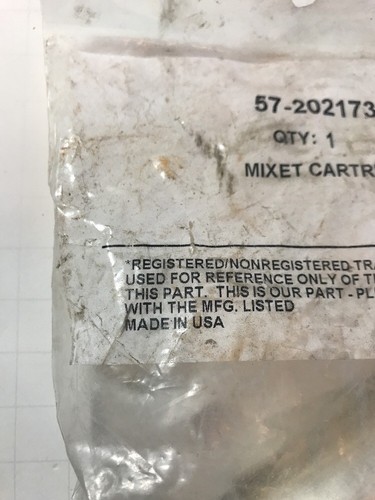 57-202173
QTY: 1
MIXET CARTR
*REGISTERED/NONREGISTERED TRA
USED FOR REFERENCE ONLY OF T
THIS PART. THIS IS OUR PART - PL
WITH THE MFG. LISTED
MADE IN USA